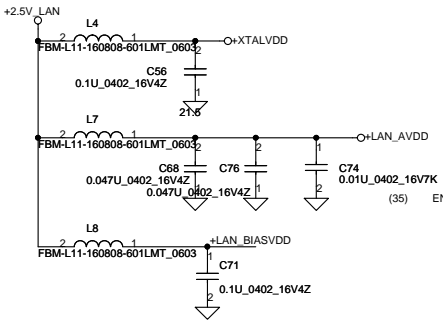 +2.5V_LAN
L4
2 1
FBM-L11-160808-601LMT_0603
+XTALVDD
2
C56
0.1U_0402_16V4Z
1
21.5
L7
2 1
FBM-L11-160808-601LMT_0603
+LAN_AVDD
2 2 1
C68 C76 C74
0.047U_0402_16V4Z 0.01U_0402_16V7K
1 1 2
0.047U_0402_16V4Z
(35) EN
L8
2 1
FBM-L11-160808-601LMT_0603
+LAN_BIASVDD
1
C71
0.1U_0402_16V4Z
2